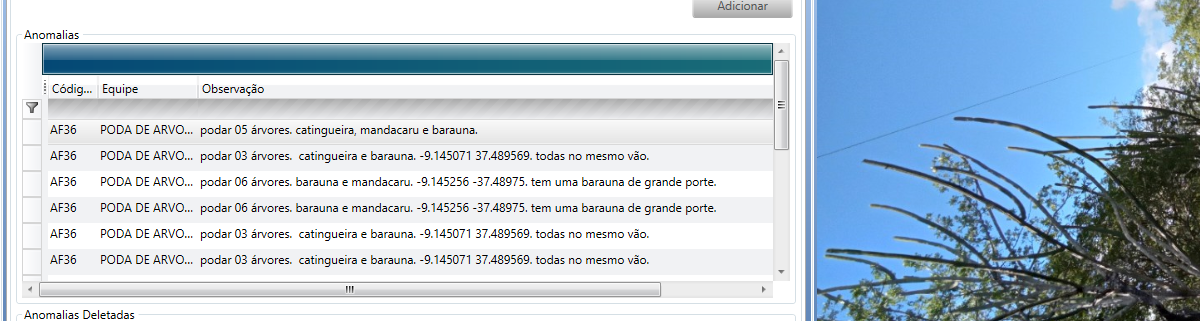 Adicionar
Anomalias
Códig... Equipe Observação
AF36 PODA DE ARVO... podar 05 árvores. catingueira, mandacaru e barauna.
AF36 PODA DE ARVO... podar 03 árvores.  catingueira e barauna. -9.145071 37.489569. todas no mesmo vão.
AF36 PODA DE ARVO... podar 06 árvores. barauna e mandacaru. -9.145256 -37.48975. tem uma barauna de grande porte.
AF36 PODA DE ARVO... podar 06 árvores. barauna e mandacaru. -9.145256 -37.48975. tem uma barauna de grande porte.
AF36 PODA DE ARVO... podar 03 árvores.  catingueira e barauna. -9.145071 37.489569. todas no mesmo vão.
AF36 PODA DE ARVO... podar 03 árvores.  catingueira e barauna. -9.145071 37.489569. todas no mesmo vão.
Anomalias Deletadas